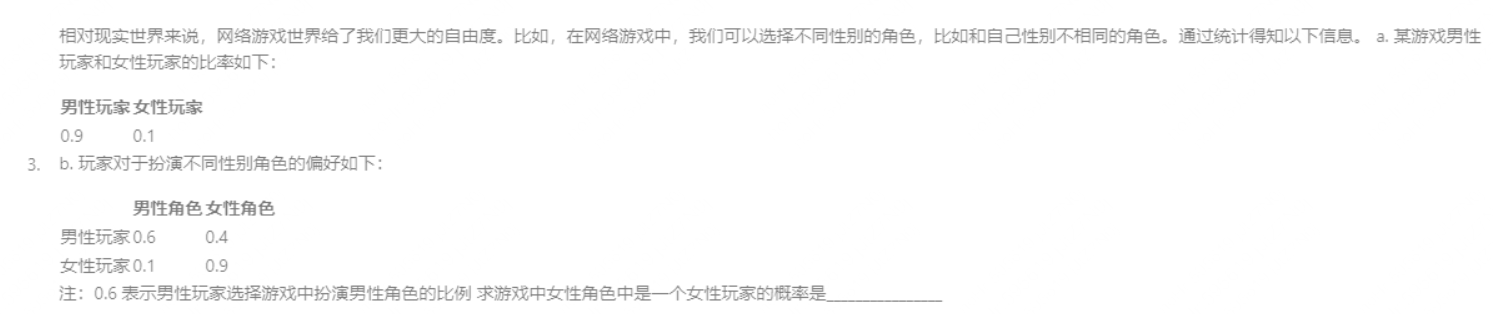 相对现实世界来说，网络游戏世界给了我们更大的自由度。比如，在网络游戏中，我们可以选择不同性别的角色，比如和自己性别不相同的角色。通过统计得知以下信息。 a. 某游戏男性
玩家和女性玩家的比率如下：
男性玩家 女性玩家
0.9 0.1
3. b. 玩家对于扮演不同性别角色的偏好如下：
男性角色 女性角色
男性玩家 0.6 0.4
女性玩家 0.1 0.9
注：0.6 表示男性玩家选择游戏中扮演男性角色的比例 求游戏中女性角色中是一个女性玩家的概率是________________